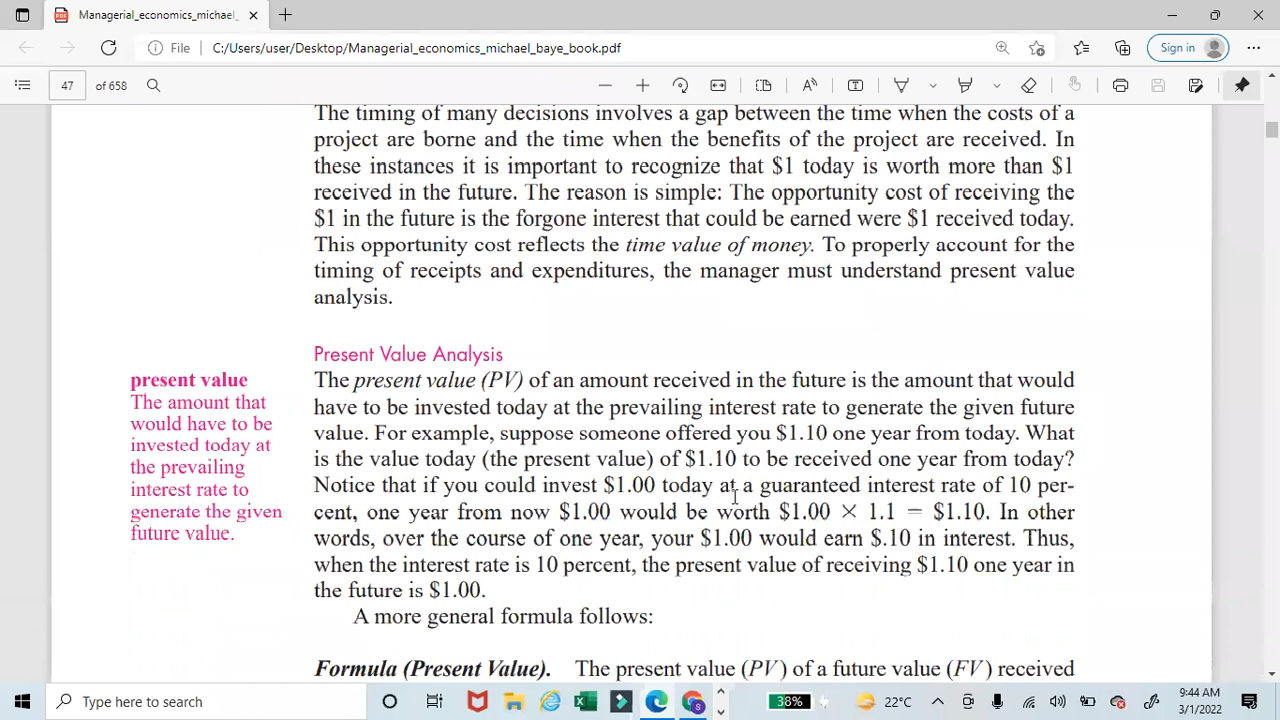 Managerial_economics_michael_
File
C:/Users/user/Desktop/Managerial_economics_michael_baye_book.pdf
Sign in
47 of 658
The timing of many decisions involves a gap between the time when the costs of a
project are borne and the time when the benefits of the project are received. In
these instances it is important to recognize that $1 today is worth more than $1
received in the future. The reason is simple: The opportunity cost of receiving the
$1 in the future is the forgone interest that could be earned were $1 received today.
This opportunity cost reflects the time value of money. To properly account for the
timing of receipts and expenditures, the manager must understand present value
analysis.
Present Value Analysis
present value
The amount that
would have to be
invested today at
the prevailing
interest rate to
generate the given
future value.
The present value (PV) of an amount received in the future is the amount that would
have to be invested today at the prevailing interest rate to generate the given future
value. For example, suppose someone offered you $1.10 one year from today. What
is the value today (the present value) of $1.10 to be received one year from today?
Notice that if you could invest $1.00 today at a guaranteed interest rate of 10 per-
cent, one year from now $1.00 would be worth $1.00 × 1.1 = $1.10. In other
words, over the course of one year, your $1.00 would earn $.10 in interest. Thus,
when the interest rate is 10 percent, the present value of receiving $1.10 one year in
the future is $1.00.
A more general formula follows:
Formula (Present Value). The present value (PV) of a future value (FV) received
Type here to search
38%
22°C
9:44 AM
3/1/2022